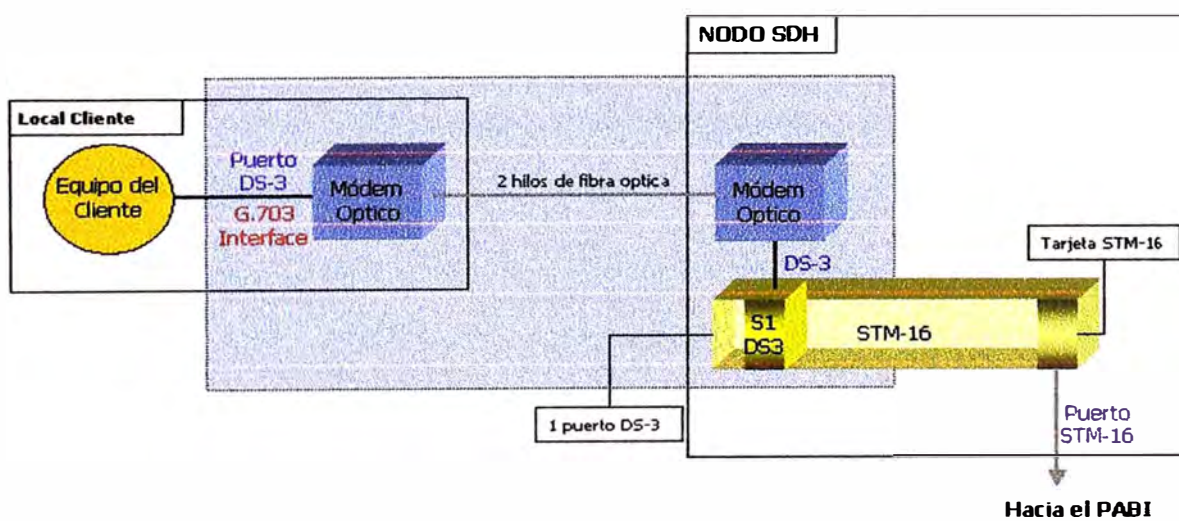 NODO SDH
Local Cliente
Equipo del
Cliente
Puerto
DS-3
G.703
Interface
Módem
Optico
2 hilos de fibra optica
Módem
Optico
DS-3
Tarjeta STM-16
S1
DS3
STM-16
1 puerto DS-3
Puerto
STM-16
Hacia el PABI